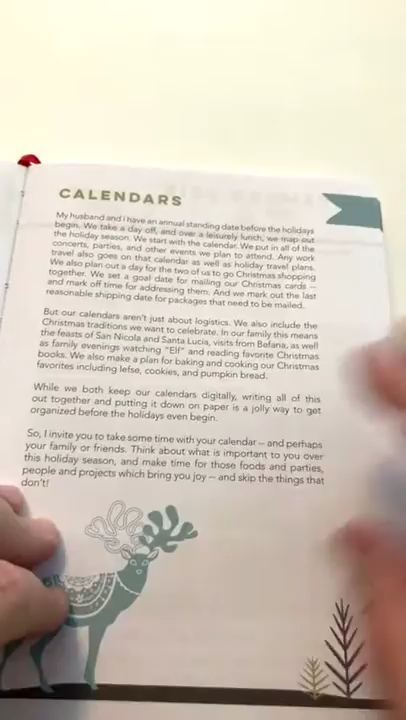 CALENDARS
My husband and I have an annual standing date before the holidays
begin. We take a day off, and over a leisurely lunch, we map out
the holiday season. We start with the calendar. We put in all of the
concerts, parties, and other events we plan to attend. Any work
travel also goes on that calendar as well as holiday travel plans.
We also plan out a day for the two of us to go Christmas shopping
together. We set a goal date for mailing our Christmas cards —
and mark off time for addressing them. And we mark out the last
reasonable shipping date for packages that need to be mailed.
But our calendars aren't just about logistics. We also include the
Christmas traditions we want to celebrate. In our family this means
the feasts of San Nicola and Santa Lucia, visits from Befana, as well
as family evenings watching "Elf" and reading favorite Christmas
books. We also make a plan for baking and cooking our Christmas
favorites including lefse, cookies, and pumpkin bread.
While we both keep our calendars digitally, writing all of this
out together and putting it down on paper is a jolly way to get
organized before the holidays even begin.
So, I invite you to take some time with your calendar — and perhaps
your family or friends. Think about what is important to you over
this holiday season, and make time for those foods and parties,
people and projects which bring you joy — and skip the things that
don't!